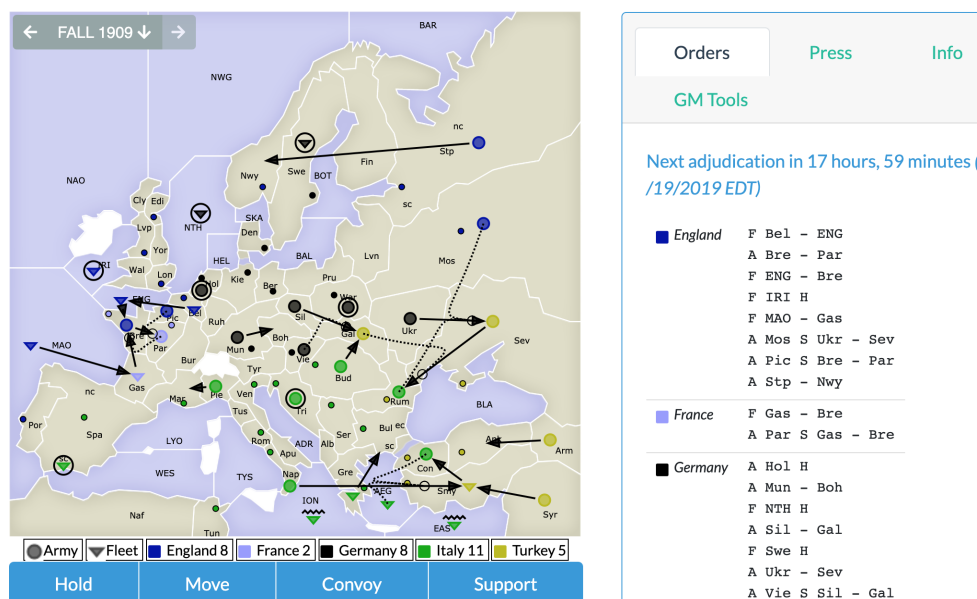 FALL 1909
BAR
NWG
nc
Stp
NAO
Nwy
Swe
BOT
Fin
sc
Cly Edi
SKA
Lvp
NTH
Den
Yor
HEL
BAL
Lvn
Mos
IRI
Wal
Lon
Hol
Kie
Ber
Pru
War
ENG
Bel
Pic
Ruh
Sil
Gal
Ukr
Bre
Par
Mun
Boh
Sev
MAO
Bur
Vie
Tyr
Bud
Gas
nc
Mar
Pie
Ven
Tri
Rum
BLA
Por
Spa
Tus
Ser
Bul ec
LYO
Rom
ADR
Alb
sc
Apu
Arm
WES
TYS
Nap
Gre
Con
ION
AEG
Smy
Syr
Naf
Tun
EAS
Army
Fleet
England 8
France 2
Germany 8
Italy 11
Turkey 5
Hold
Move
Convoy
Support
Orders
Press
Info
GM Tools
Next adjudication in 17 hours, 59 minutes (
/19/2019 EDT)
England
F Bel - ENG
A Bre - Par
F ENG - Bre
F IRI H
F MAO - Gas
A Mos S Ukr - Sev
A Pic S Bre - Par
A Stp - Nwy
France
F Gas - Bre
A Par S Gas - Bre
Germany
A Hol H
A Mun - Boh
F NTH H
A Sil - Gal
F Swe H
A Ukr - Sev
A Vie S Sil - Gal